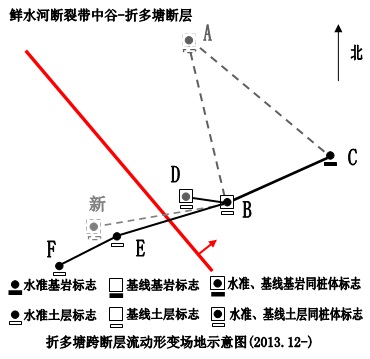 鲜水河断裂带中谷-折多塘断层
A
北
C
D
B
新
E
F
水准基岩标志 基线基岩标志 水准、基线基岩同桩体标志
水准土层标志 基线土层标志 水准、基线土层同桩体标志
折多塘跨断层流动形变场地示意图(2013.12-)